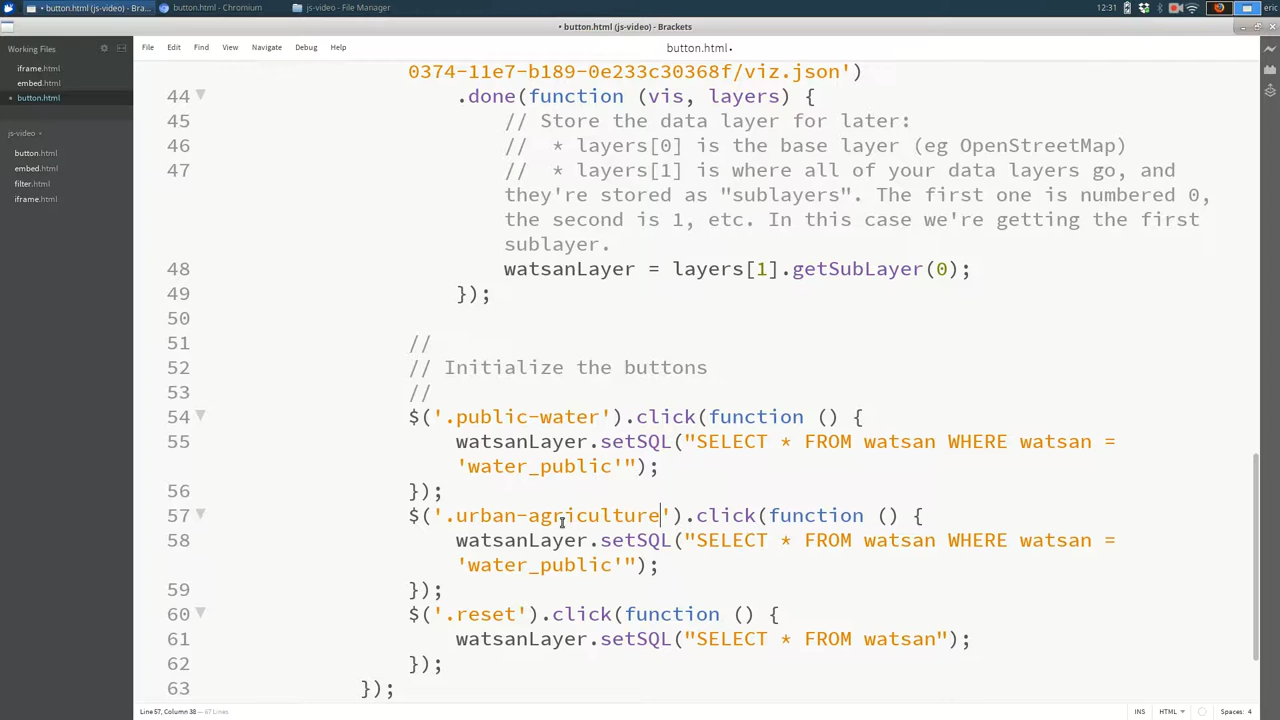 • button.html (js-video) - Bra...
button.html - Chromium
js-video - File Manager
12:31
eric
• button.html (js-video) - Brackets
Working Files
File Edit Find View Navigate Debug Help
button.html •
iframe.html
embed.html
button.html
js-video
button.html
embed.html
filter.html
iframe.html
0374-11e7-b189-0e233c30368f/viz.json')
44 .done(function (vis, layers) {
45 // Store the data layer for later:
46 //  * layers[0] is the base layer (eg OpenStreetMap)
47 //  * layers[1] is where all of your data layers go, and
they're stored as "sublayers". The first one is numbered 0,
the second is 1, etc. In this case we're getting the first
sublayer.
48 watsanLayer = layers[1].getSubLayer(0);
49 });
50
51 //
52 // Initialize the buttons
53 //
54 $('.public-water').click(function () {
55 watsanLayer.setSQL("SELECT * FROM watsan WHERE watsan =
'water_public'");
56 });
57 $('.urban-agriculture').click(function () {
58 watsanLayer.setSQL("SELECT * FROM watsan WHERE watsan =
'water_public'");
59 });
60 $('.reset').click(function () {
61 watsanLayer.setSQL("SELECT * FROM watsan");
62 });
63 });
Line 57, Column 38 — 67 Lines
INS HTML Spaces: 4